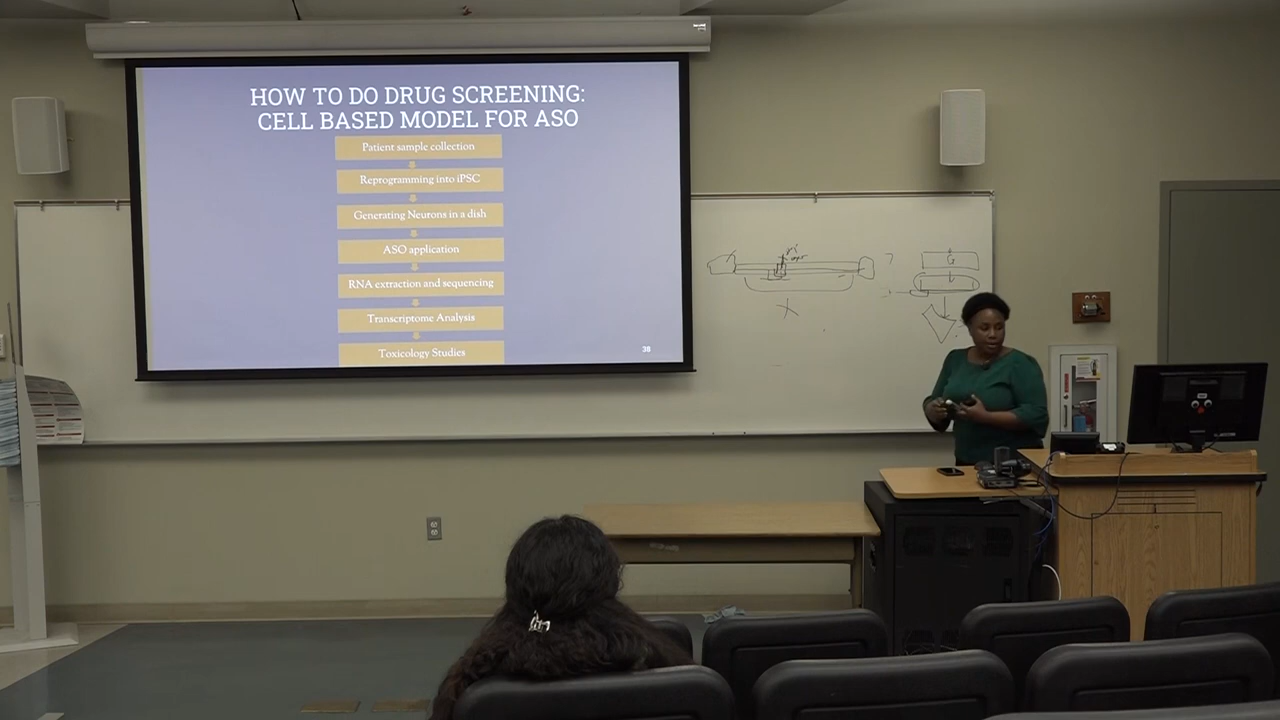 HOW TO DO DRUG SCREENING:
CELL BASED MODEL FOR ASO
Patient sample collection
Reprogramming into iPSC
Generating Neurons in a dish
ASO application
RNA extraction and sequencing
Transcriptome Analysis
Toxicology Studies
38
G
X